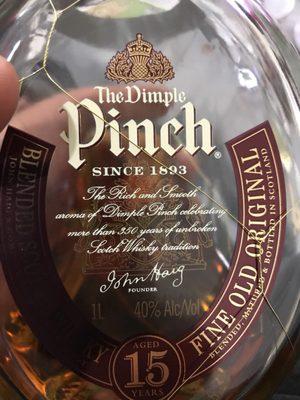 The Dimple
Pinch®
SINCE 1893
The Rich and Smooth
aroma of "Dimple Pinch celebrating
more than 350 years of unbroken
Scotch Whisky tradition
John Haig
FOUNDER
1L 40% Alc/Vol
BLENDED
FINE OLD ORIGINAL
BLENDED, MATURED & BOTTLED IN SCOTLAND
AGED
15
YEARS